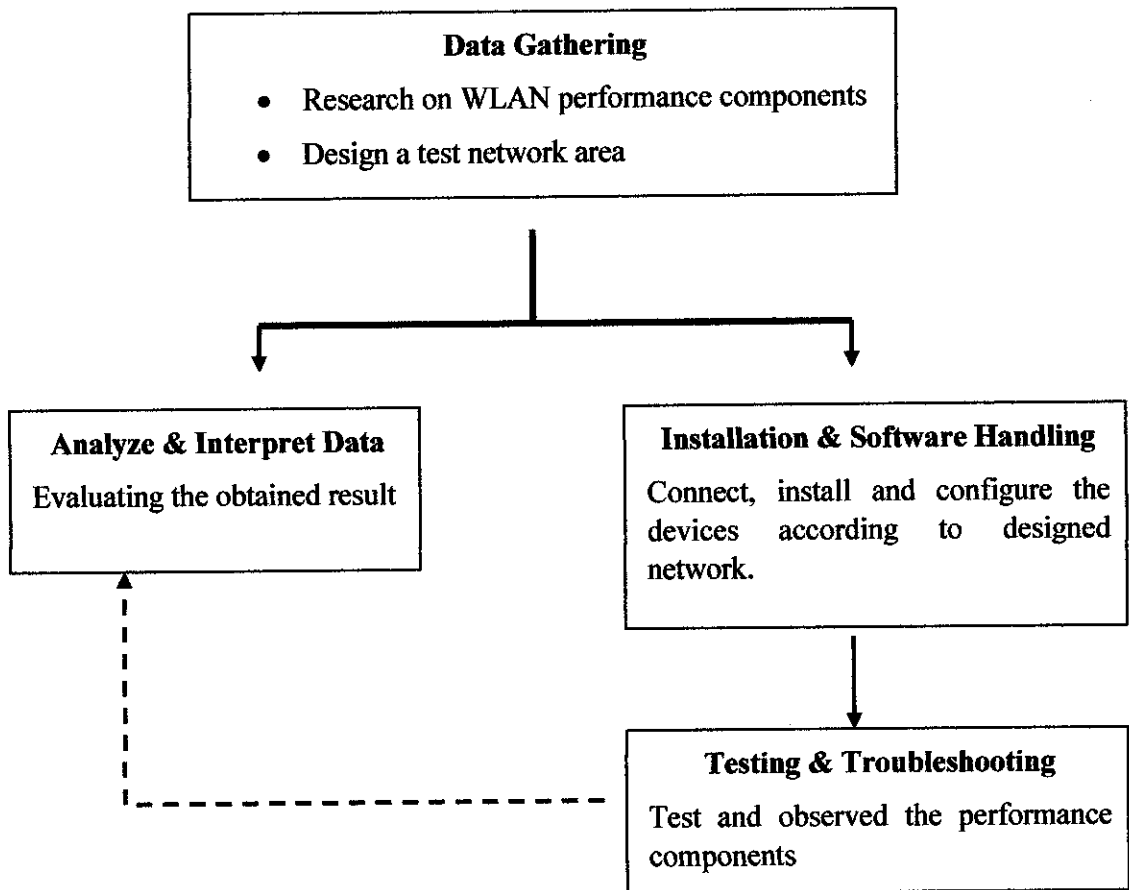 Data Gathering
• Research on WLAN performance components
• Design a test network area
Analyze & Interpret Data
Evaluating the obtained result
Installation & Software Handling
Connect, install and configure the
devices according to designed
network.
Testing & Troubleshooting
Test and observed the performance
components